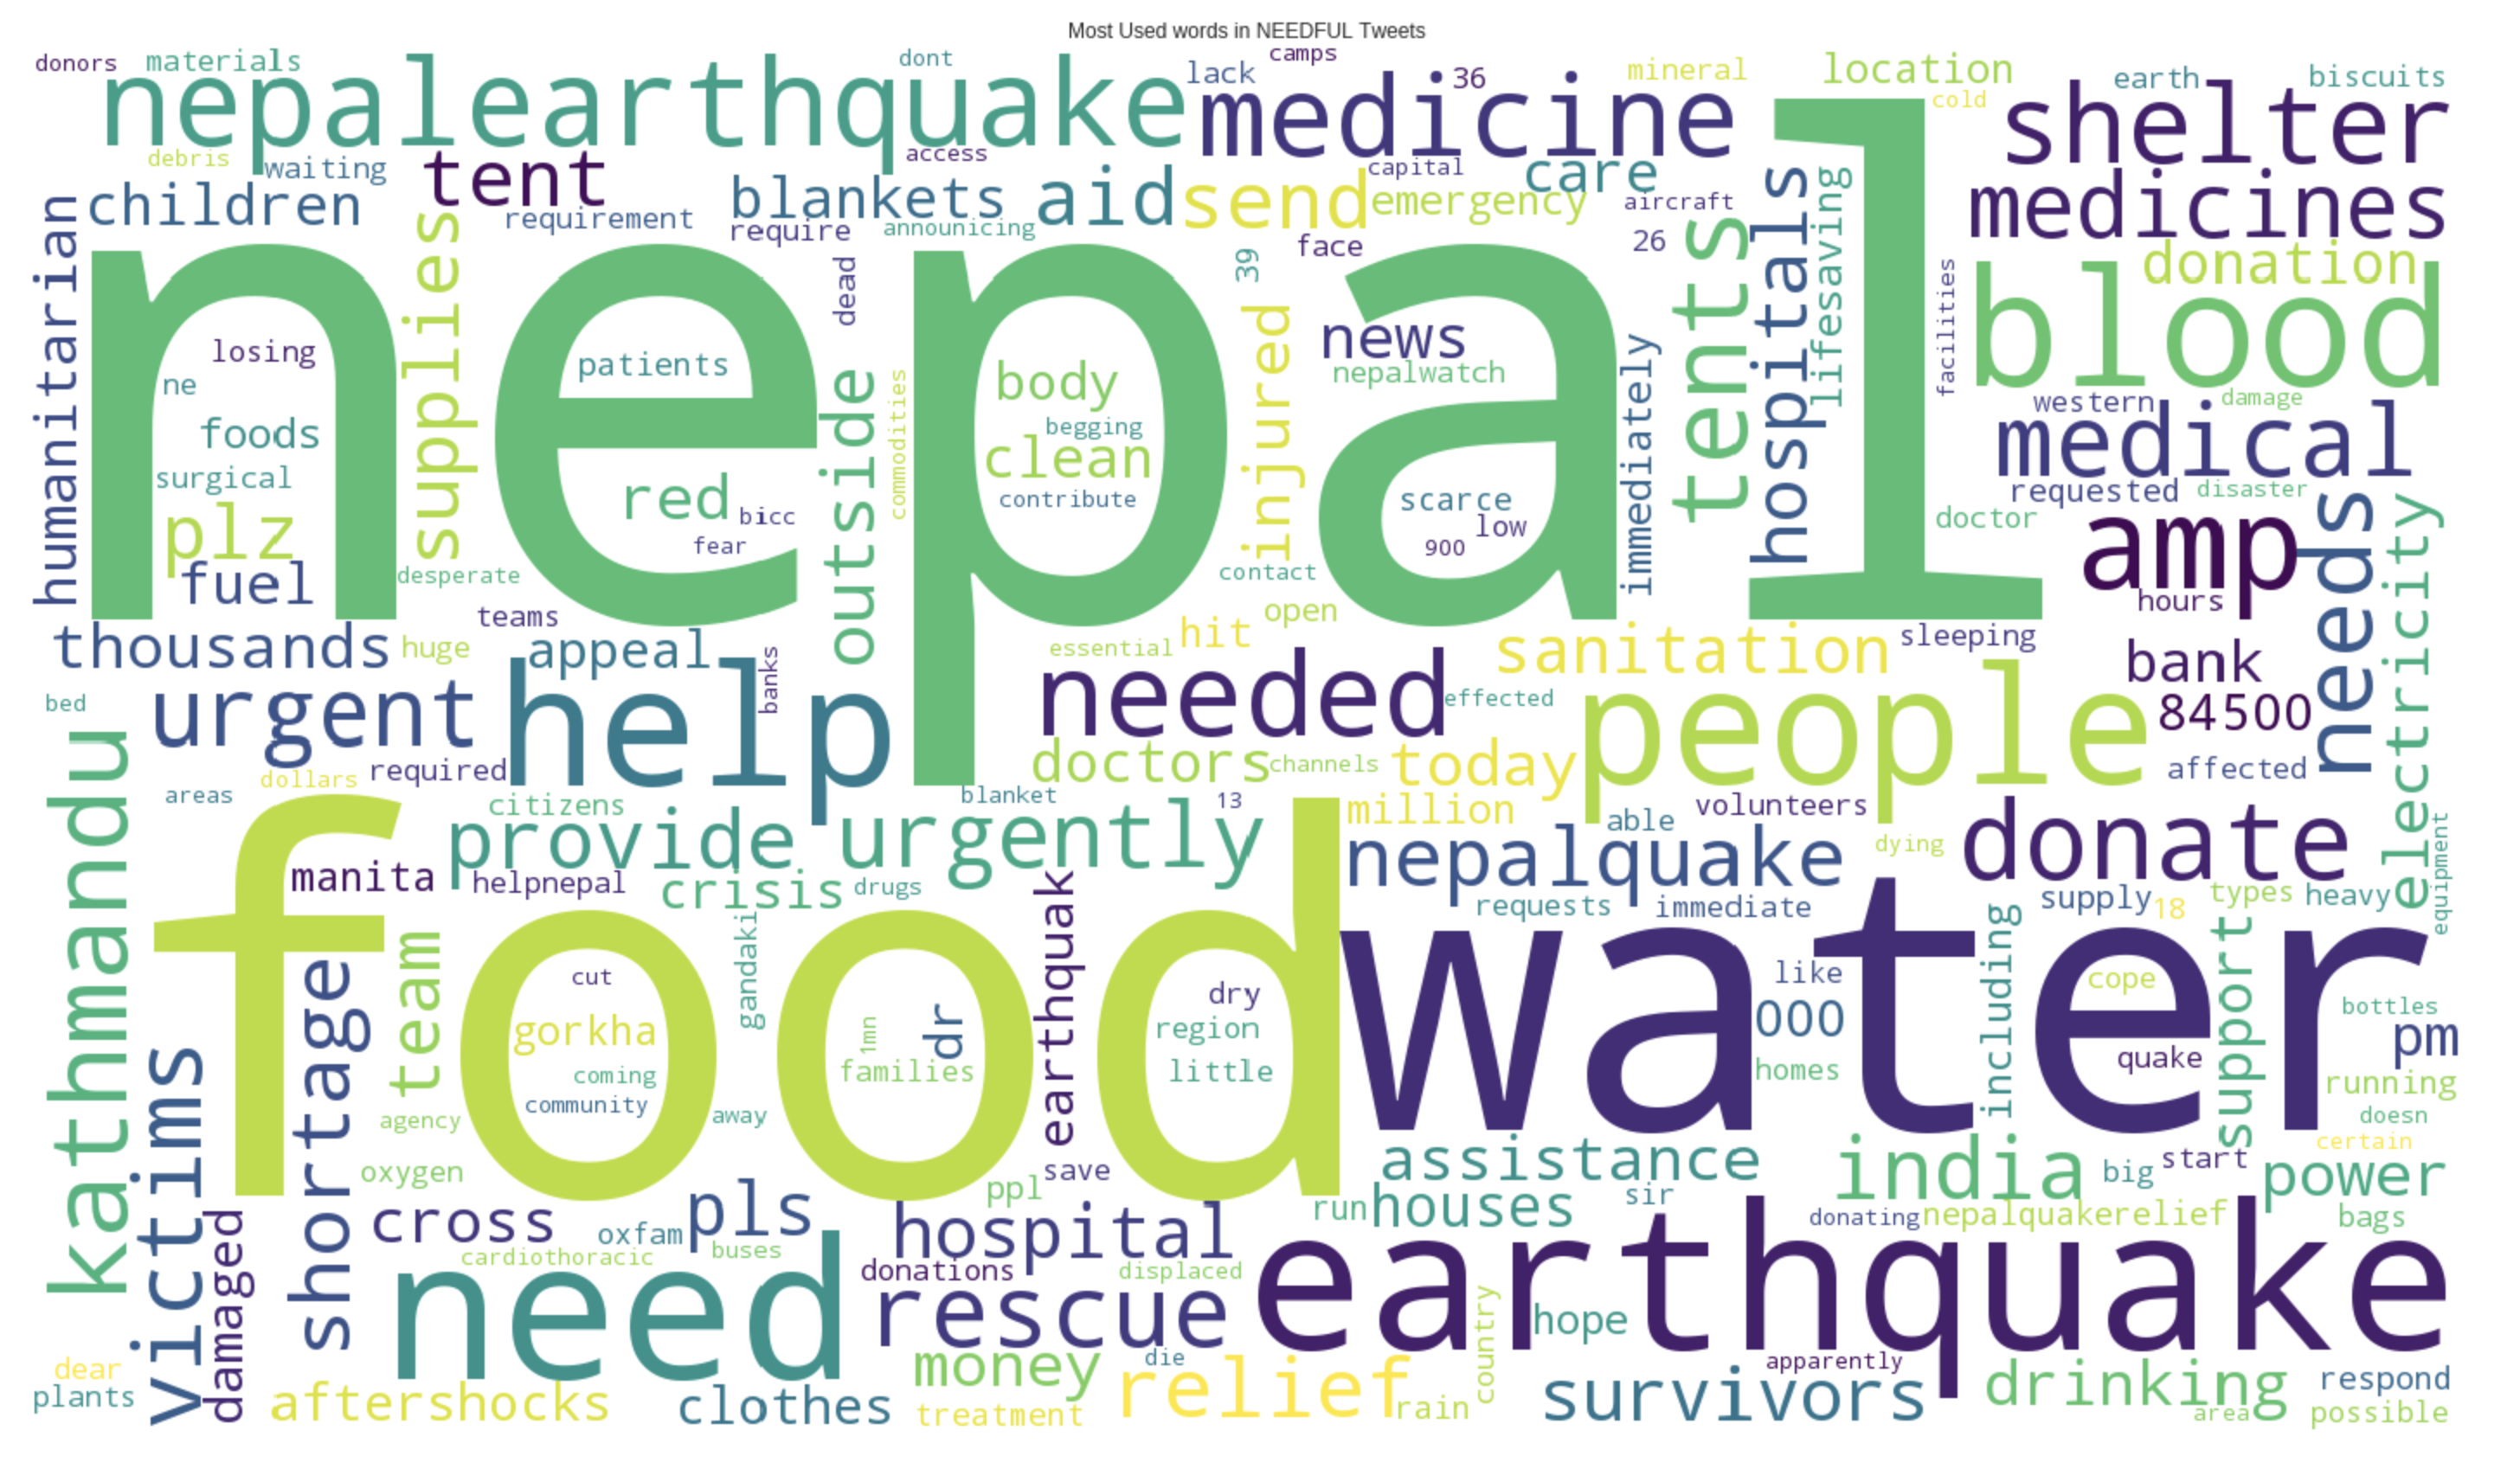 Most Used words in NEEDFUL Tweets
donors
materials
dont
camps
nepalearthquake
lack
36
medicine
mineral
location
cold
earth
biscuits
shelter
debris
waiting
tent
access
capital
care
children
requirement
blankets
require
announicing
aid
send
emergency
aircraft
medicines
humanitarian
supplies
dead
39
face
26
tents
hospitals
lifesaving
facilities
donation
nepal
blood
losing
ne
foods
surgical
plz
fuel
patients
red
bicc
fear
outside
commodities
body
begging
clean
contribute
injured
news
nepalwatch
scarce
low
900
immediately
western
damage
medical
requested
disaster
doctor
amp
needs
electricity
desperate
contact
teams
open
hours
thousands
huge
appeal
banks
essential
hit
sanitation
sleeping
bank
bed
urgent
help
needed
effected
people
84500
kathmandu
areas
dollars
required
doctors
channels
today
affected
citizens
blanket
13
million
volunteers
able
provide
urgently
nepalquake
dying
donate
manita
helpnepal
crisis
drugs
requests
immediate
supply
18
types
heavy
equipment
food
water
victims
shortage
team
gandaki
earthquak
cut
gorkha
coming
community
1mn
dr
families
dry
region
little
like
000
homes
including
cope
quake
support
bottles
pm
running
doesn
certain
agency
away
oxygen
save
ppl
assistance
india
big
start
power
damaged
cross
oxfam
pls
hospital
run
houses
sir
donating
nepalquakerelief
bags
cardiothoracic
buses
donations
displaced
need
rescue
earthquake
country
hope
dear
plants
aftershocks
clothes
money
die
treatment
relief
rain
survivors
apparently
drinking
area
respond
possible